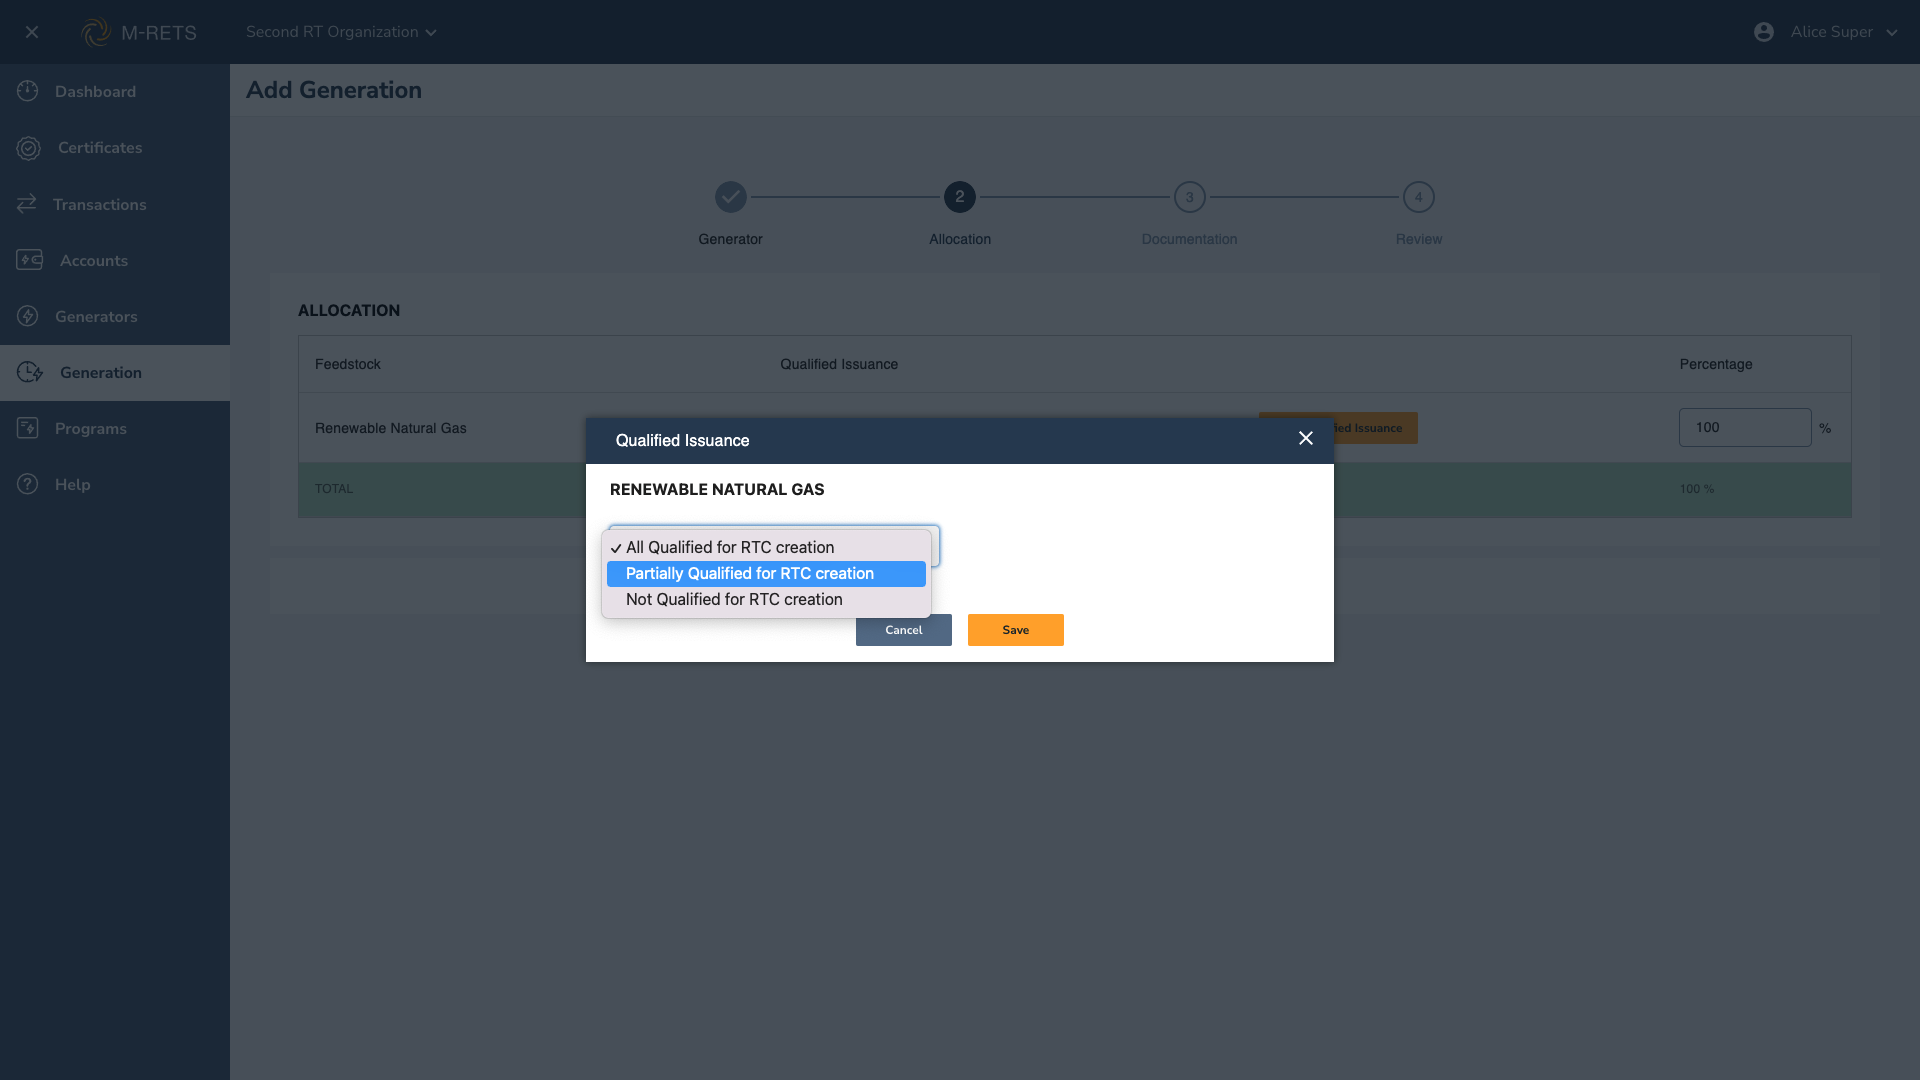 M-RETS
Second RT Organization
Alice Super
Dashboard
Certificates
Transactions
Accounts
Generators
Generation
Programs
Help
Add Generation
2
3
4
Generator
Allocation
Documentation
Review
ALLOCATION
Feedstock
Qualified Issuance
Percentage
Renewable Natural Gas
Issuance
100
%
TOTAL
100 %
Qualified Issuance
RENEWABLE NATURAL GAS
✓ All Qualified for RTC creation
Partially Qualified for RTC creation
Not Qualified for RTC creation
Cancel
Save